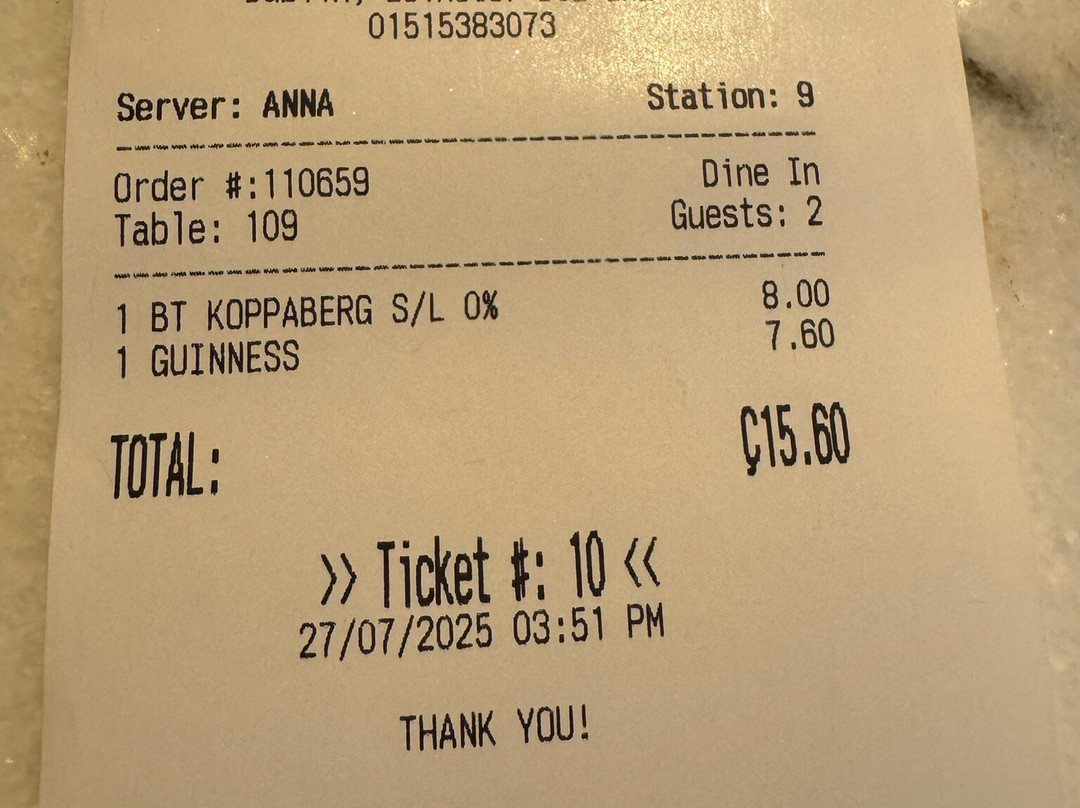 01515383073
Server: ANNA Station: 9
Order #:110659 Dine In
Table: 109 Guests: 2
1 BT KOPPABERG S/L 0% 8.00
1 GUINNESS 7.60
TOTAL: Ç15.60
>> Ticket #: 10 <<
27/07/2025 03:51 PM
THANK YOU!